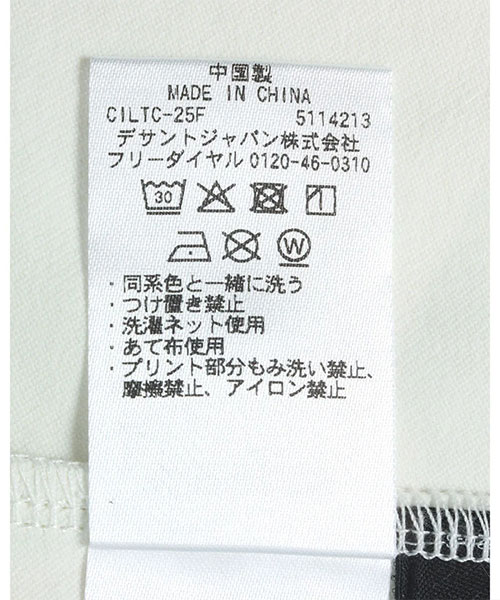 中国製
MADE IN CHINA
CILTC-25F 5114213
デサントジャパン株式会社
フリーダイヤル 0120-46-0310
30
W
・同系色と一緒に洗う
・つけ置き禁止
・洗濯ネット使用
・あて布使用
・プリント部分もみ洗い禁止、
摩擦禁止、アイロン禁止